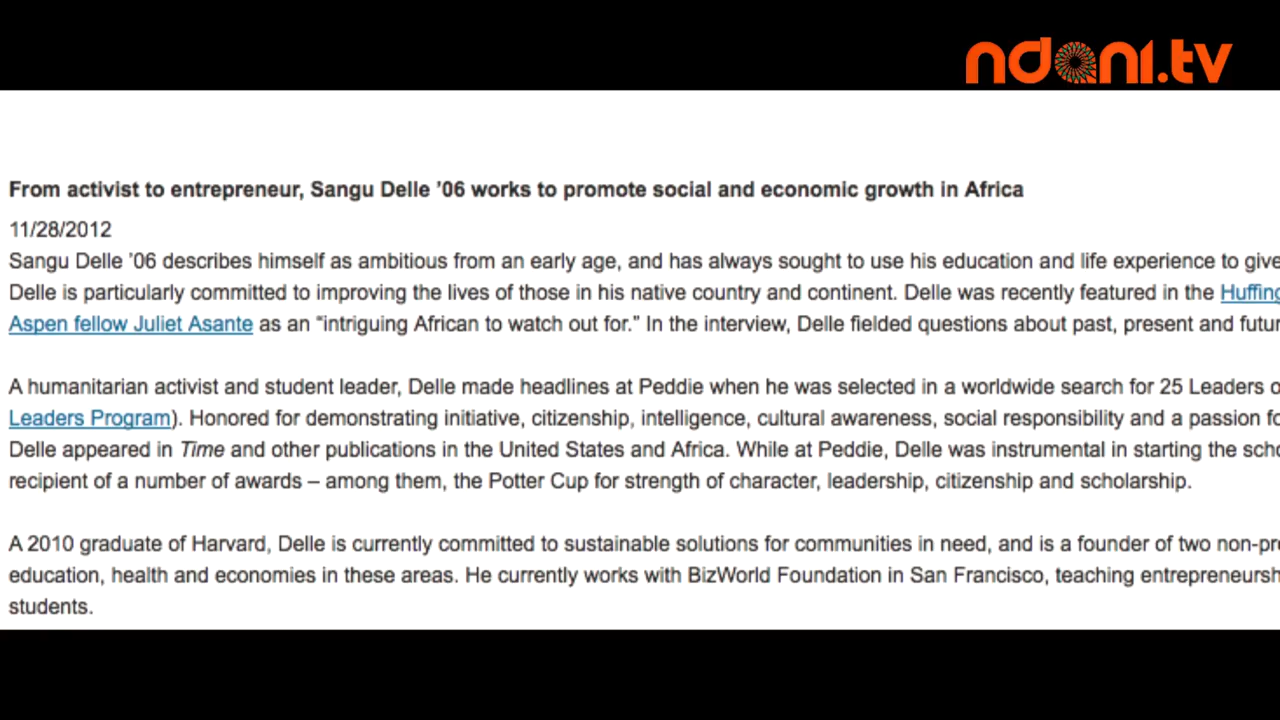 ndani.tv
From activist to entrepreneur, Sangu Delle ’06 works to promote social and economic growth in Africa
11/28/2012
Sangu Delle ’06 describes himself as ambitious from an early age, and has always sought to use his education and life experience to give
Delle is particularly committed to improving the lives of those in his native country and continent. Delle was recently featured in the
Aspen fellow Juliet Asante as an “intriguing African to watch out for.” In the interview, Delle fielded questions about past, present and
A humanitarian activist and student leader, Delle made headlines at Peddie when he was selected in a worldwide search for 25 Leaders
Leaders Program). Honored for demonstrating initiative, citizenship, intelligence, cultural awareness, social responsibility and a passion
Delle appeared in Time and other publications in the United States and Africa. While at Peddie, Delle was instrumental in starting the
recipient of a number of awards – among them, the Potter Cup for strength of character, leadership, citizenship and scholarship.
A 2010 graduate of Harvard, Delle is currently committed to sustainable solutions for communities in need, and is a founder of two
education, health and economies in these areas. He currently works with BizWorld Foundation in San Francisco, teaching
students.